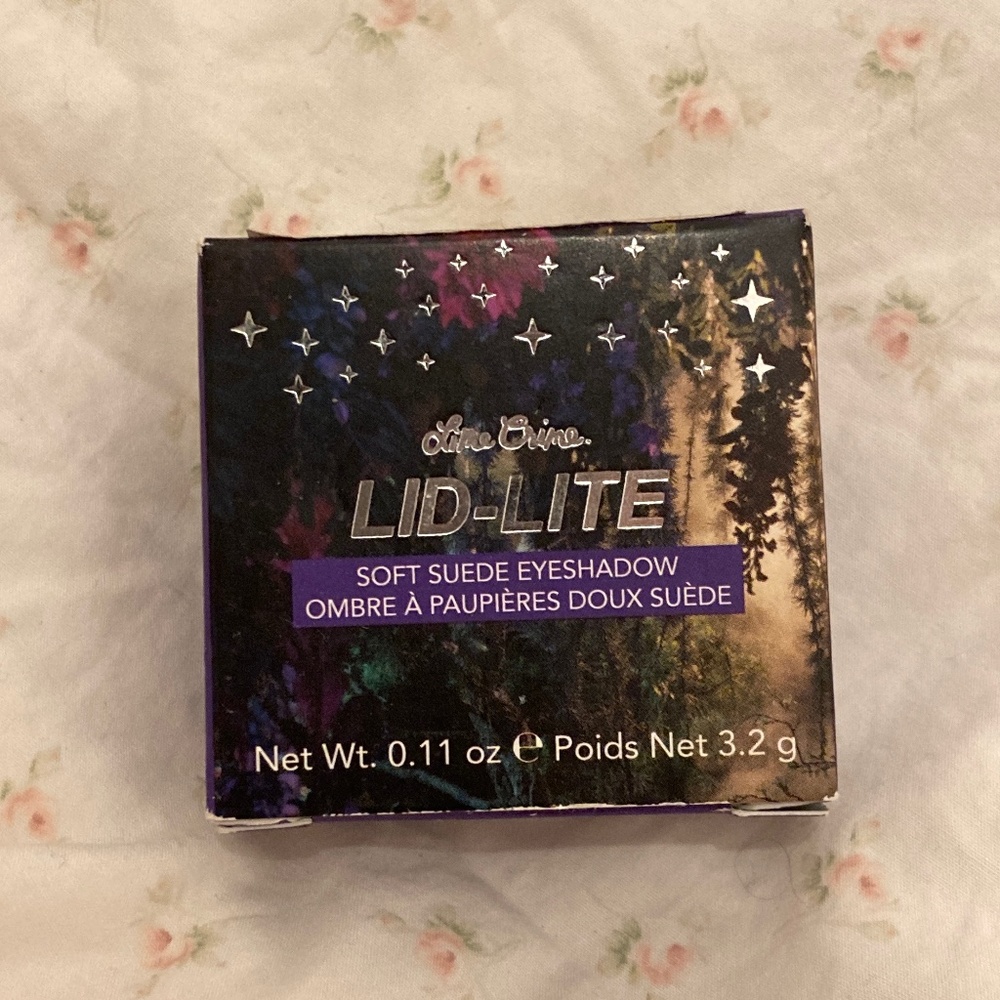 Lime Crime.
LID-LITE
SOFT SUEDE EYESHADOW
OMBRE À PAUPIÈRES DOUX SUÈDE
Net Wt. 0.11 oz ℮ Poids Net 3.2 g